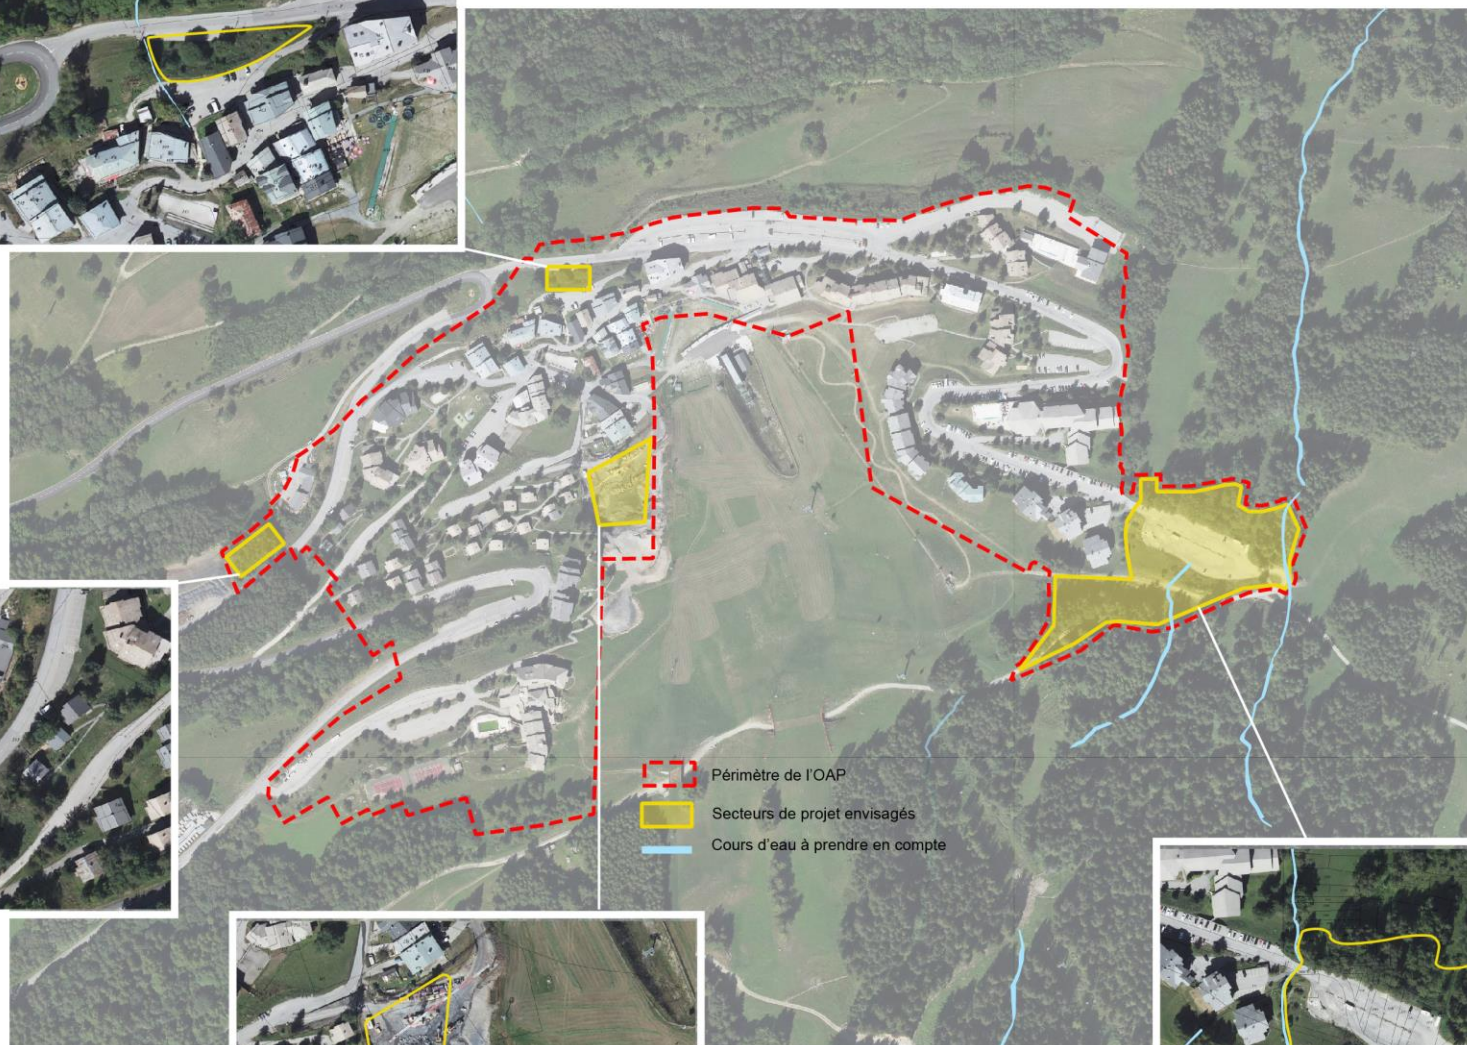 Périmètre de l'OAP
Secteurs de projet envisagés
Cours d'eau à prendre en compte